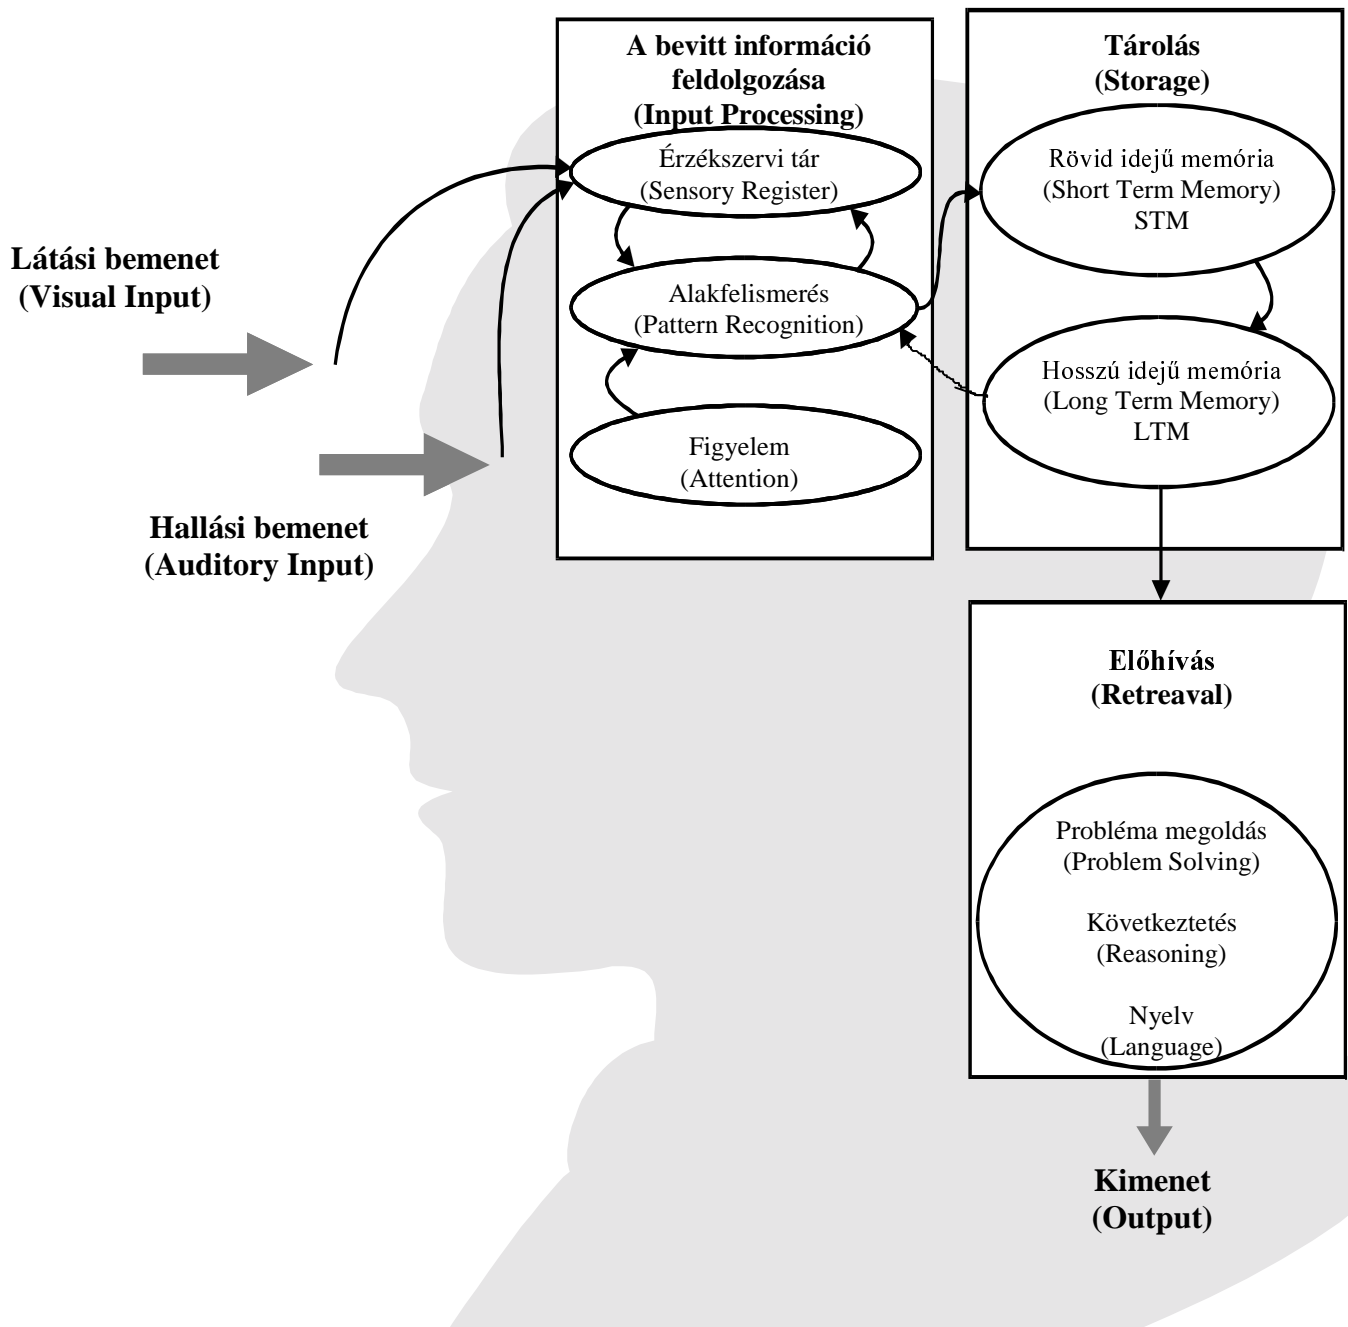 Látási bemenet
(Visual Input)
Hallási bemenet
(Auditory Input)
A bevitt információ
feldolgozása
(Input Processing)
Érzékszervi tár
(Sensory Register)
Alakfelismerés
(Pattern Recognition)
Figyelem
(Attention)
Tárolás
(Storage)
Rövid idejű memória
(Short Term Memory)
STM
Hosszú idejű memória
(Long Term Memory)
LTM
Előhívás
(Retreaval)
Probléma megoldás
(Problem Solving)
Következtetés
(Reasoning)
Nyelv
(Language)
Kimenet
(Output)